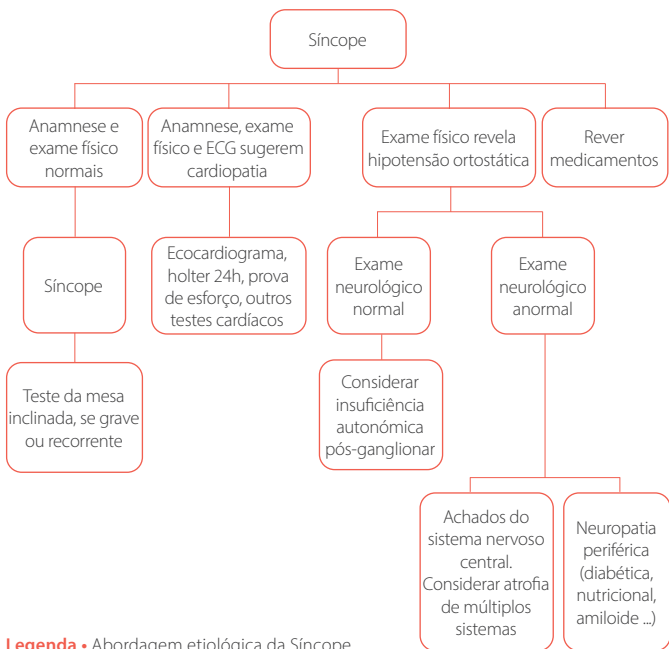 Síncope
Anamnese e
exame físico
normais
Anamnese, exame
físico e ECG sugerem
cardiopatia
Exame físico revela
hipotensão ortostática
Rever
medicamentos
Síncope
Ecocardiograma,
holter 24h, prova
de esforço, outros
testes cardíacos
Exame
neurológico
normal
Exame
neurológico
anormal
Teste da mesa
inclinada, se grave
ou recorrente
Considerar
insuficiência
autonómica
pós-ganglionar
Achados do
sistema nervoso
central.
Considerar atrofia
de múltiplos
sistemas
Neuropatia
periférica
(diabética,
nutricional,
amiloide ...)
Legenda • Abordagem etiológica da Síncope